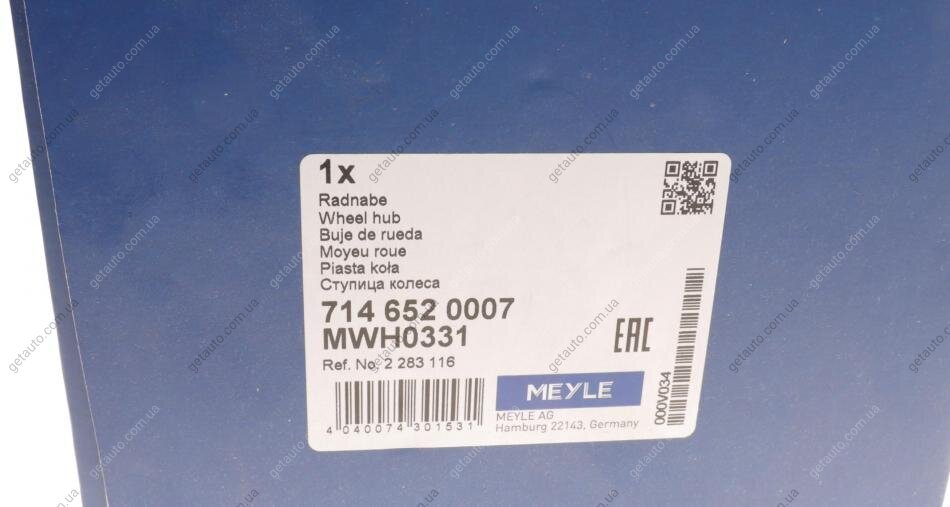 1x
Radnabe
Wheel hub
Buje de rueda
Moyeu roue
Piasta koła
Ступица колеса
714 652 0007
MWH0331
Ref. No. 2 283 116
EAC
000V034
4 040074 301531
MEYLE
MEYLE AG
Hamburg 22143, Germany
getauto.com.ua